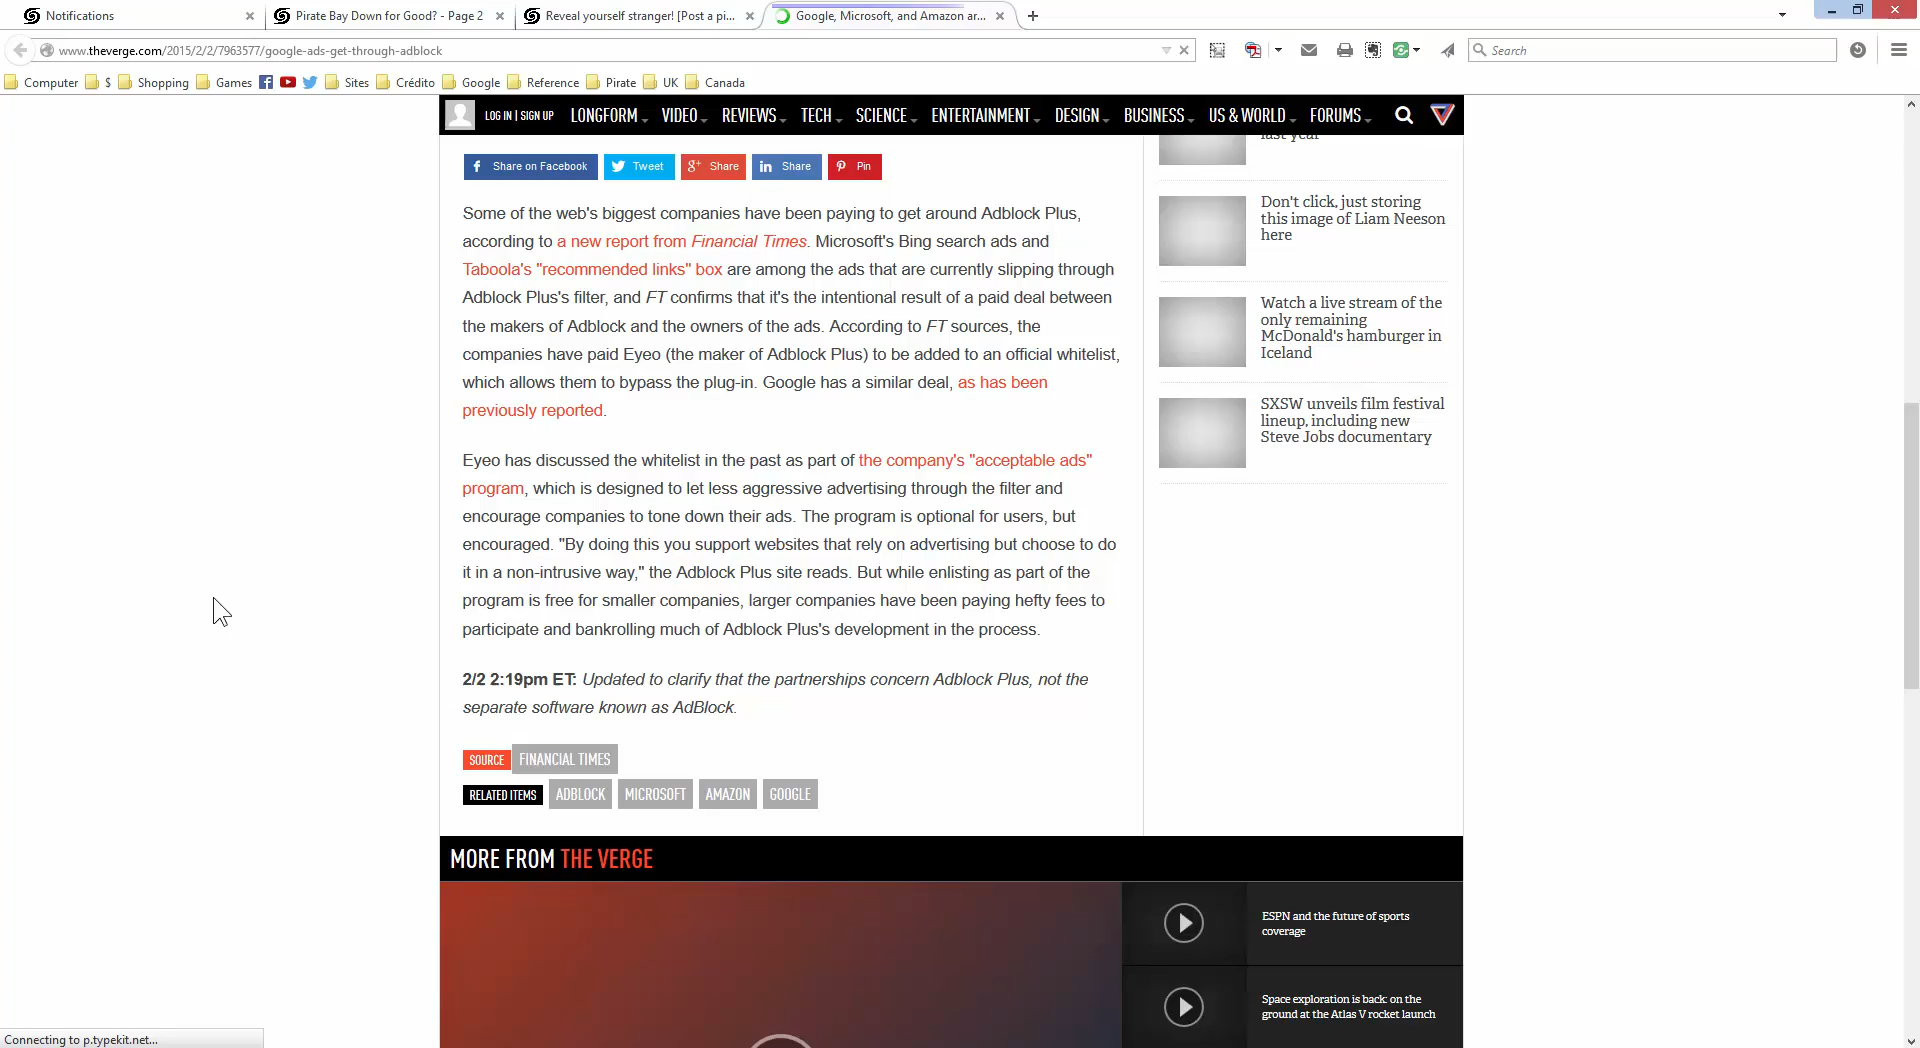 Notifications
Pirate Bay Down for Good? - Page 2
Reveal yourself stranger! [Post a pi...
Google, Microsoft, and Amazon ar...
www.theverge.com/2015/2/2/7963577/google-ads-get-through-adblock
Search
Computer
$
Shopping
Games
Sites
Crédito
Google
Reference
Pirate
UK
Canada
LOG IN | SIGN UP
LONGFORM
VIDEO
REVIEWS
TECH
SCIENCE
ENTERTAINMENT
DESIGN
BUSINESS
US & WORLD
FORUMS
Share on Facebook
Tweet
Share
Share
Pin
Some of the web's biggest companies have been paying to get around Adblock Plus,
according to a new report from Financial Times. Microsoft's Bing search ads and
Taboola's "recommended links" box are among the ads that are currently slipping through
Adblock Plus's filter, and FT confirms that it's the intentional result of a paid deal between
the makers of Adblock and the owners of the ads. According to FT sources, the
companies have paid Eyeo (the maker of Adblock Plus) to be added to an official whitelist,
which allows them to bypass the plug-in. Google has a similar deal, as has been
previously reported.
Eyeo has discussed the whitelist in the past as part of the company's "acceptable ads"
program, which is designed to let less aggressive advertising through the filter and
encourage companies to tone down their ads. The program is optional for users, but
encouraged. "By doing this you support websites that rely on advertising but choose to do
it in a non-intrusive way," the Adblock Plus site reads. But while enlisting as part of the
program is free for smaller companies, larger companies have been paying hefty fees to
participate and bankrolling much of Adblock Plus's development in the process.
2/2 2:19pm ET: Updated to clarify that the partnerships concern Adblock Plus, not the
separate software known as AdBlock.
SOURCE FINANCIAL TIMES
RELATED ITEMS ADBLOCK MICROSOFT AMAZON GOOGLE
last year
Don't click, just storing
this image of Liam Neeson
here
Watch a live stream of the
only remaining
McDonald's hamburger in
Iceland
SXSW unveils film festival
lineup, including new
Steve Jobs documentary
MORE FROM THE VERGE
ESPN and the future of sports
coverage
Space exploration is back: on the
ground at the Atlas V rocket launch
Connecting to p.typekit.net...